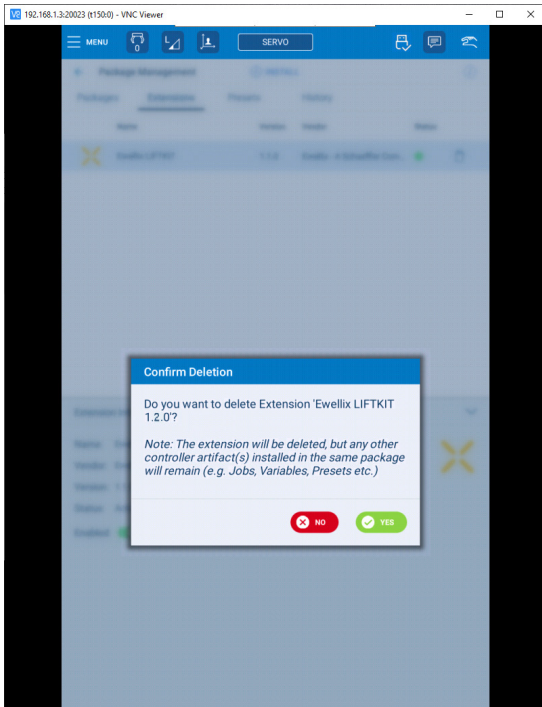 192.168.1.3:20023 (t150:0) - VNC Viewer
MENU
0
L
SERVO
Package Management
INSTALL
Packages Extensions Presets History
Name Version Vendor Status
Ewellix LIFTKIT
Confirm Deletion
Do you want to delete Extension 'Ewellix LIFTKIT
1.2.0'?
Note: The extension will be deleted, but any other
controller artifact(s) installed in the same package
will remain (e.g. Jobs, Variables, Presets etc.)
NO
YES
Name
Vendor
Version
Status
Enabled